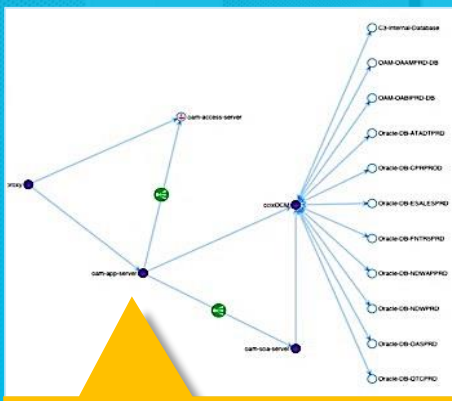 C3-Internal-Database
OAM-OAAMPRD-DB
oam-access-server
OAM-OABIPRD-DB
Oracle-DB-ATADTPRD
Oracle-DB-CPRPROD
proxy
Oracle-DB-ESALESPRD
Oracle-DB-FNTRSPRD
oam-app-server
Oracle-DB-NDWAPPRD
Oracle-DB-NDWPRD
oam-soa-server
Oracle-DB-OASPRD
Oracle-DB-OTCPRD